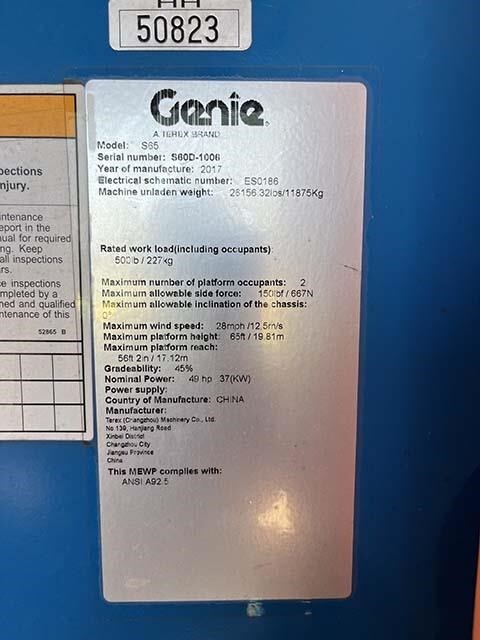 HH
50823
Genie
A TEREX BRAND
Model: S65
Serial number: S60D-1006
Year of manufacture: 2017
Electrical schematic number: ES0186
Machine unladen weight: 26156.32lbs/11875Kg
Rated work load(including occupants):
500lb / 227kg
Maximum number of platform occupants: 2
Maximum allowable side force: 150lbf / 667N
Maximum allowable inclination of the chassis:
0°
Maximum wind speed: 28mph /12.5m/s
Maximum platform height: 65ft / 19.81m
Maximum platform reach:
56ft 2in / 17.12m
Gradeability: 45%
Nominal Power: 49 hp 37(KW)
Power supply:
Country of Manufacture: CHINA
Manufacturer:
Terex (Changzhou) Machinery Co., Ltd.
No 139, Hanjiang Road
Xinbei District
Changzhou City
Jiangsu Province
China
This MEWP complies with:
ANSI A92.5
pections
njury.
intenance
eport in the
ual for required
ng. Keep
all inspections
rs.
e inspections
mpleted by a
ned and qualified
ntenance of this
52865 B